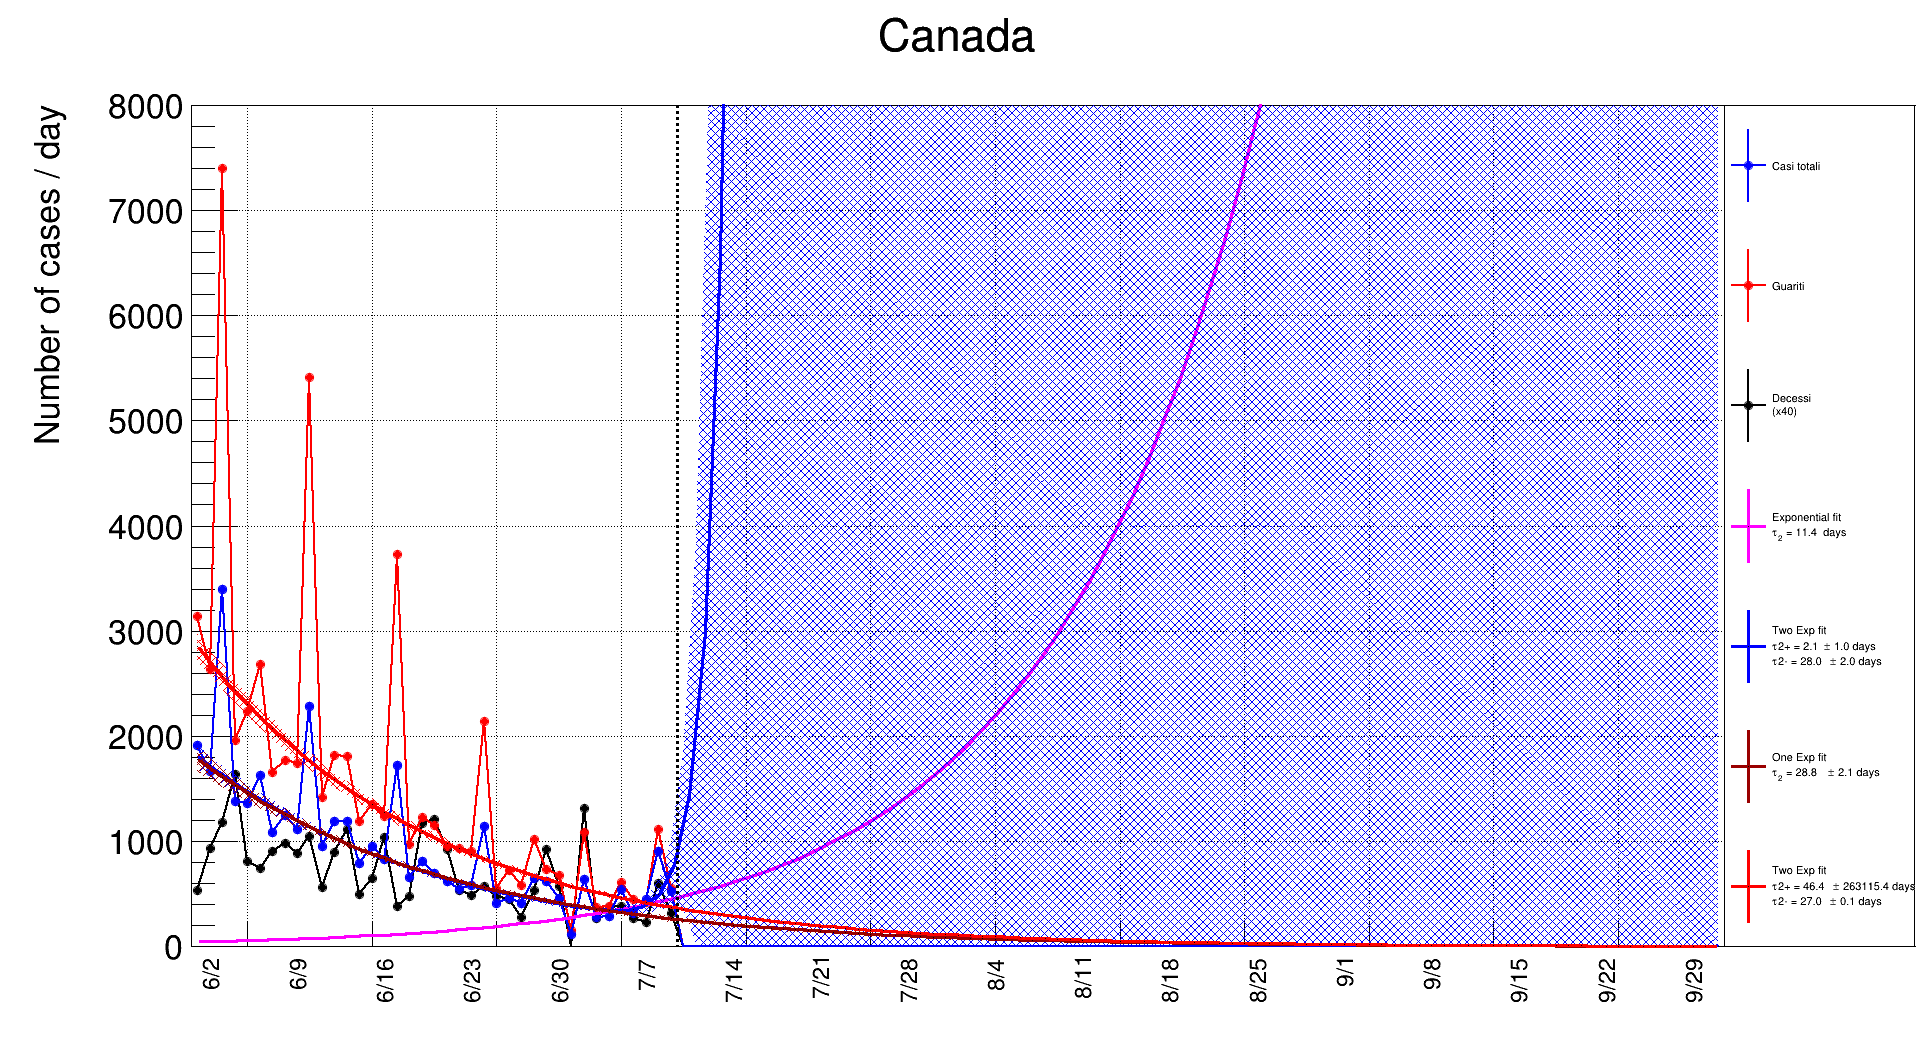 Canada
Number of cases / day
8000
7000
6000
5000
4000
3000
2000
1000
0
6/2 6/9 6/16 6/23 6/30 7/7 7/14 7/21 7/28 8/4 8/11 8/18 8/25 9/1 9/8 9/15 9/22 9/29
Casi totali
Guariti
Decessi
(x40)
Exponential fit
τ2 = 11.4 days
Two Exp fit
τ2+ = 2.1 ± 1.0 days
τ2- = 28.0 ± 2.0 days
One Exp fit
τ2 = 28.8 ± 2.1 days
Two Exp fit
τ2+ = 46.4 ± 263115.4 days
τ2- = 27.0 ± 0.1 days